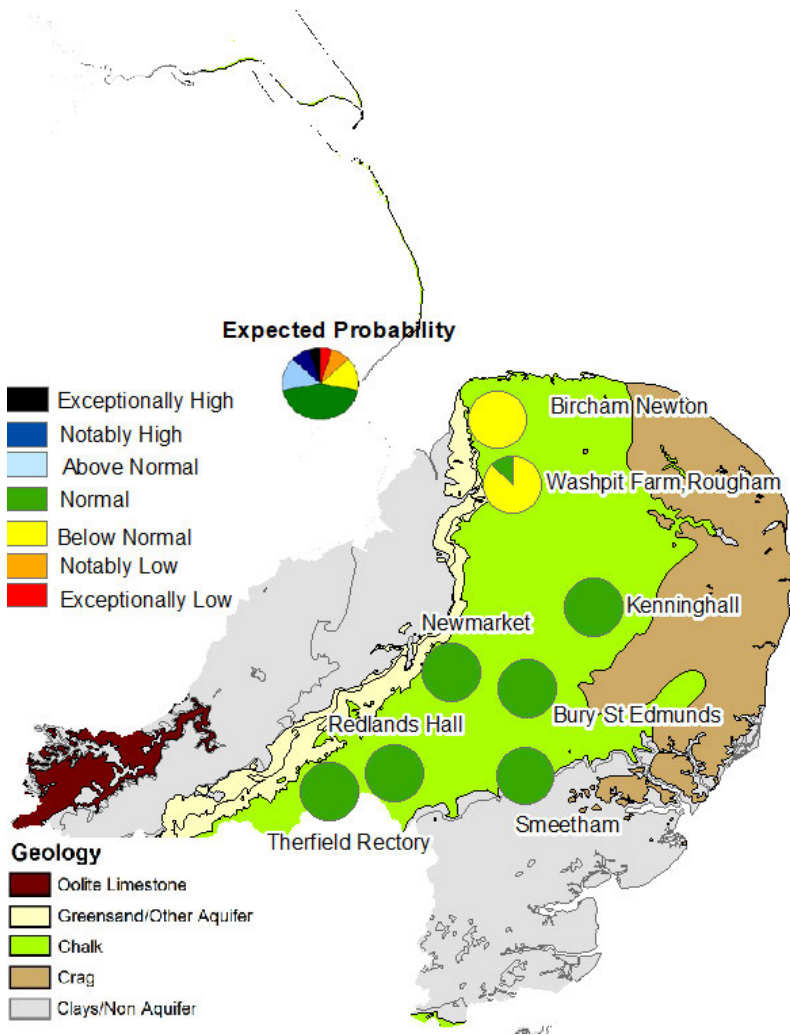 Expected Probability
Exceptionally High
Notably High
Above Normal
Normal
Below Normal
Notably Low
Exceptionally Low
Bircham Newton
Washpit Farm,Rougham
Kenninghall
Newmarket
Bury St Edmunds
Redlands Hall
Therfield Rectory
Smeetham
Geology
Oolite Limestone
Greensand/Other Aquifer
Chalk
Crag
Clays/Non Aquifer